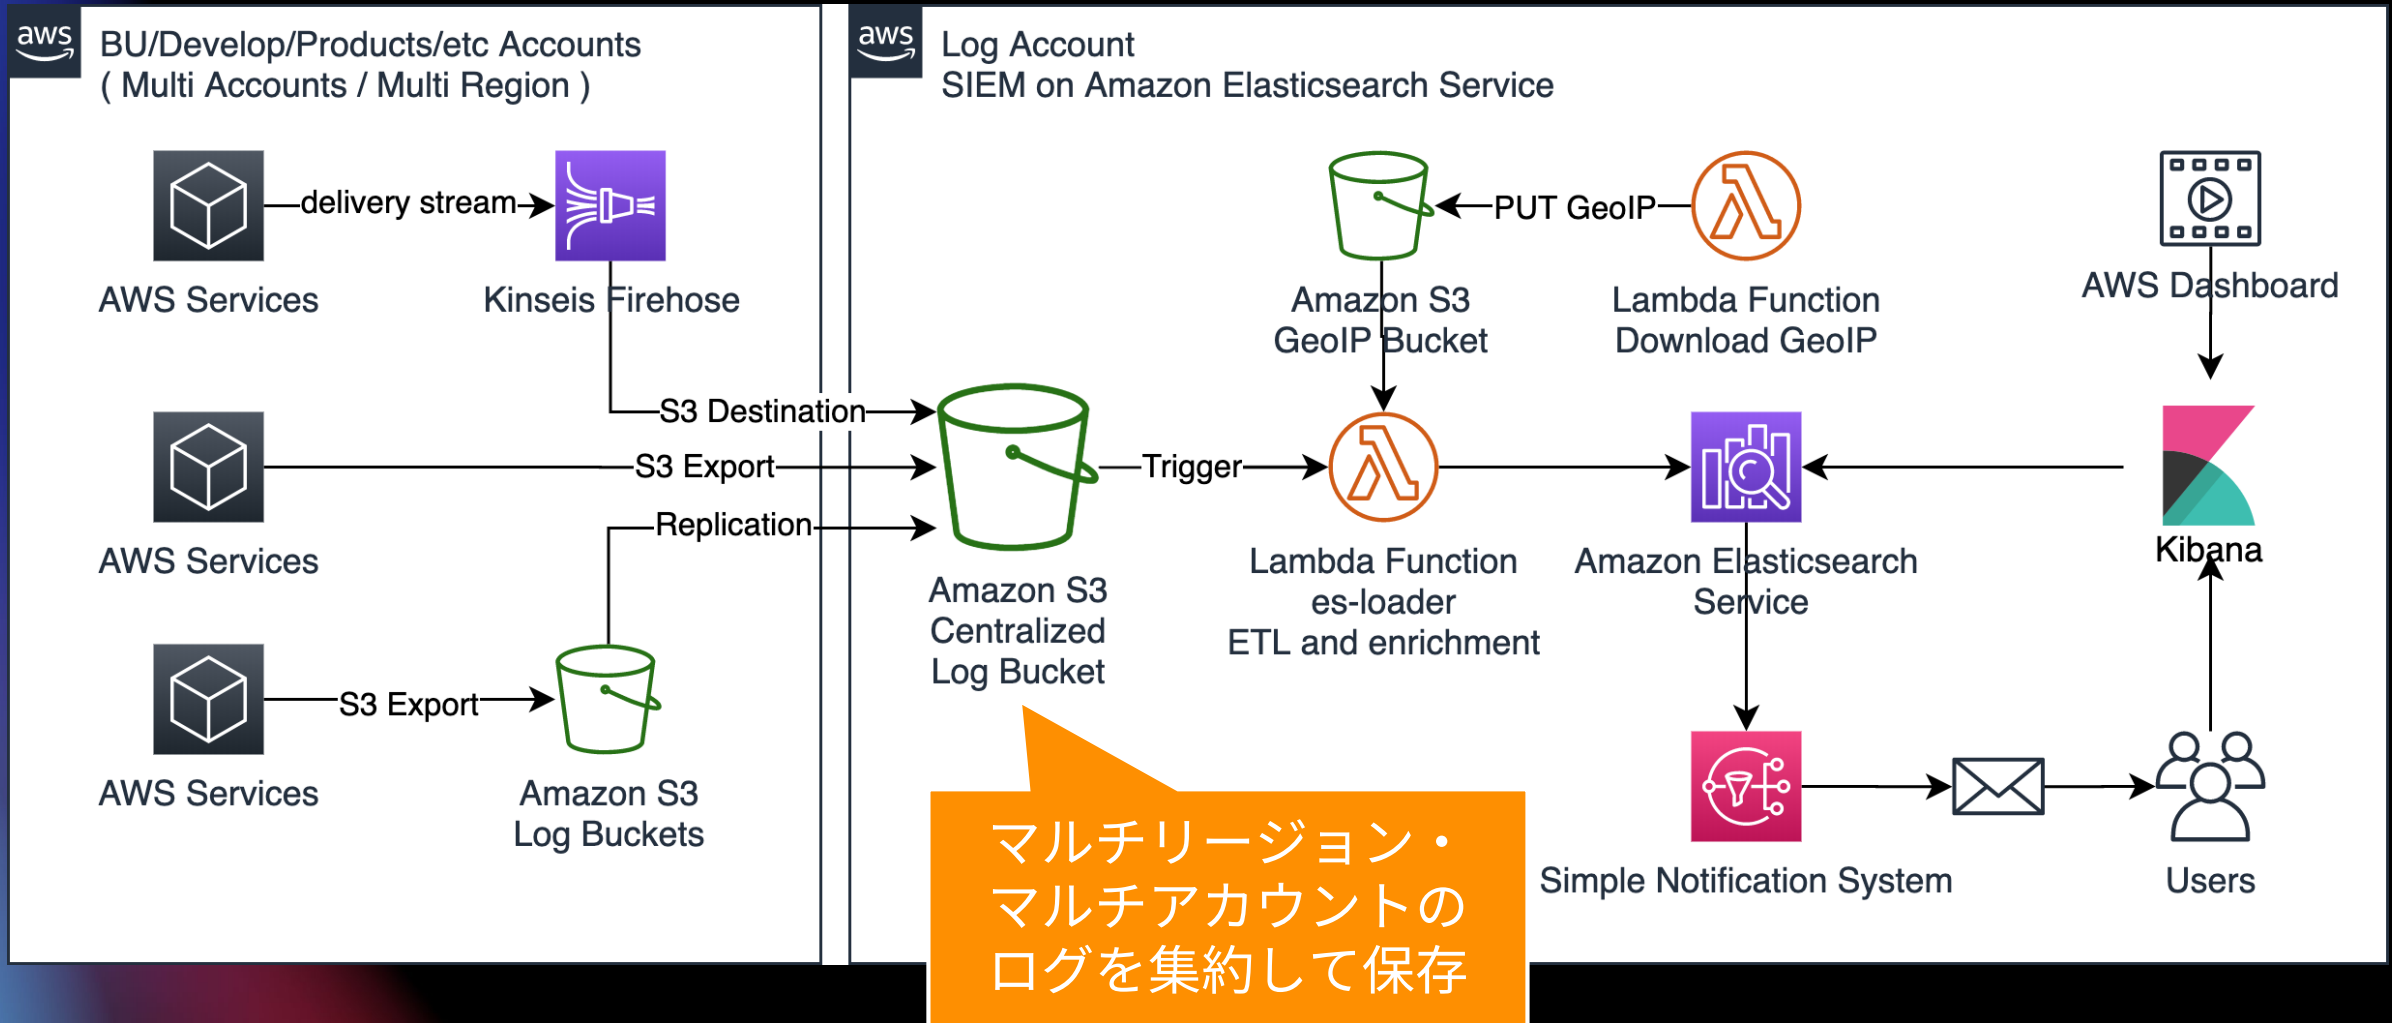 aws
BU/Develop/Products/etc Accounts
( Multi Accounts / Multi Region )
delivery stream
AWS Services
Kinseis Firehose
S3 Destination
S3 Export
AWS Services
Replication
S3 Export
AWS Services
Amazon S3
Log Buckets
aws
Log Account
SIEM on Amazon Elasticsearch Service
PUT GeoIP
Amazon S3
GeoIP Bucket
Lambda Function
Download GeoIP
AWS Dashboard
Trigger
Amazon S3
Centralized
Log Bucket
Lambda Function
es-loader
ETL and enrichment
Amazon Elasticsearch
Service
Kibana
Simple Notification System
Users
マルチリージョン・
マルチアカウントの
ログを集約して保存